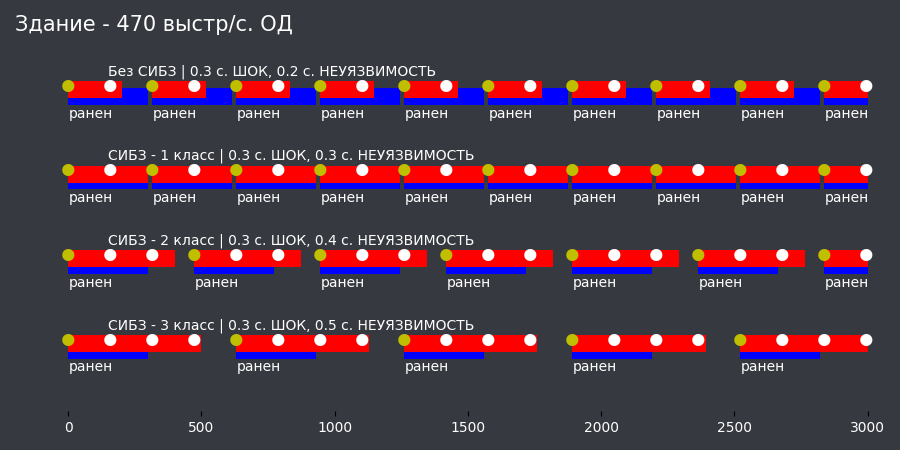 Здание - 470 выстр/с. ОД
Без СИБЗ | 0.3 с. ШОК, 0.2 с. НЕУЯЗВИМОСТЬ
ранен ранен ранен ранен ранен ранен ранен ранен ранен ранен
СИБЗ - 1 класс | 0.3 с. ШОК, 0.3 с. НЕУЯЗВИМОСТЬ
ранен ранен ранен ранен ранен ранен ранен ранен ранен ранен
СИБЗ - 2 класс | 0.3 с. ШОК, 0.4 с. НЕУЯЗВИМОСТЬ
ранен ранен ранен ранен ранен ранен ранен
СИБЗ - 3 класс | 0.3 с. ШОК, 0.5 с. НЕУЯЗВИМОСТЬ
ранен ранен ранен ранен ранен
0 500 1000 1500 2000 2500 3000